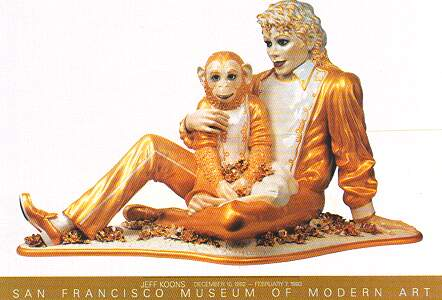 JEFF KOONS DECEMBER 10, 1992 – FEBRUARY 7, 1993
SAN FRANCISCO MUSEUM OF MODERN ART